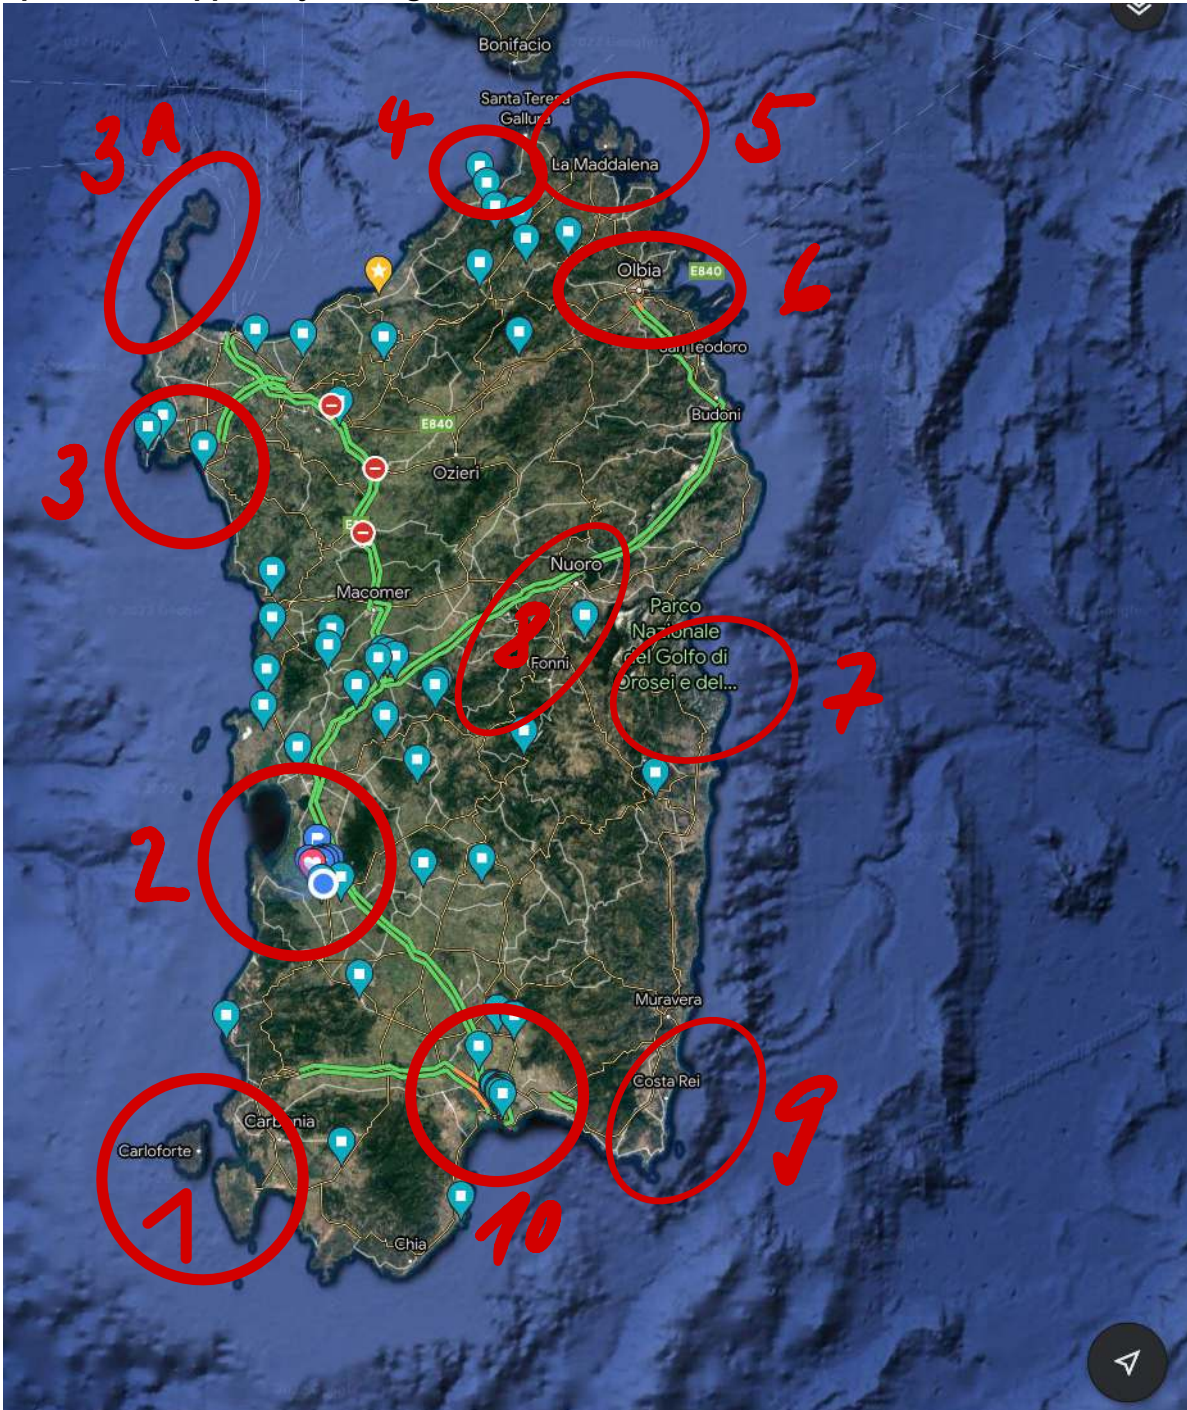 Bonifacio
Santa Teresa
Gallura
4
5
3A
La Maddalena
Olbia
E840
6
San Teodoro
Budoni
E840
3
Ozieri
Nuoro
Macomer
Parco
Nazionale
del Golfo di
Orosei e del...
8
Fonni
7
2
Muravera
Costa Rei
9
Carbonia
Carloforte
1
10
Chia